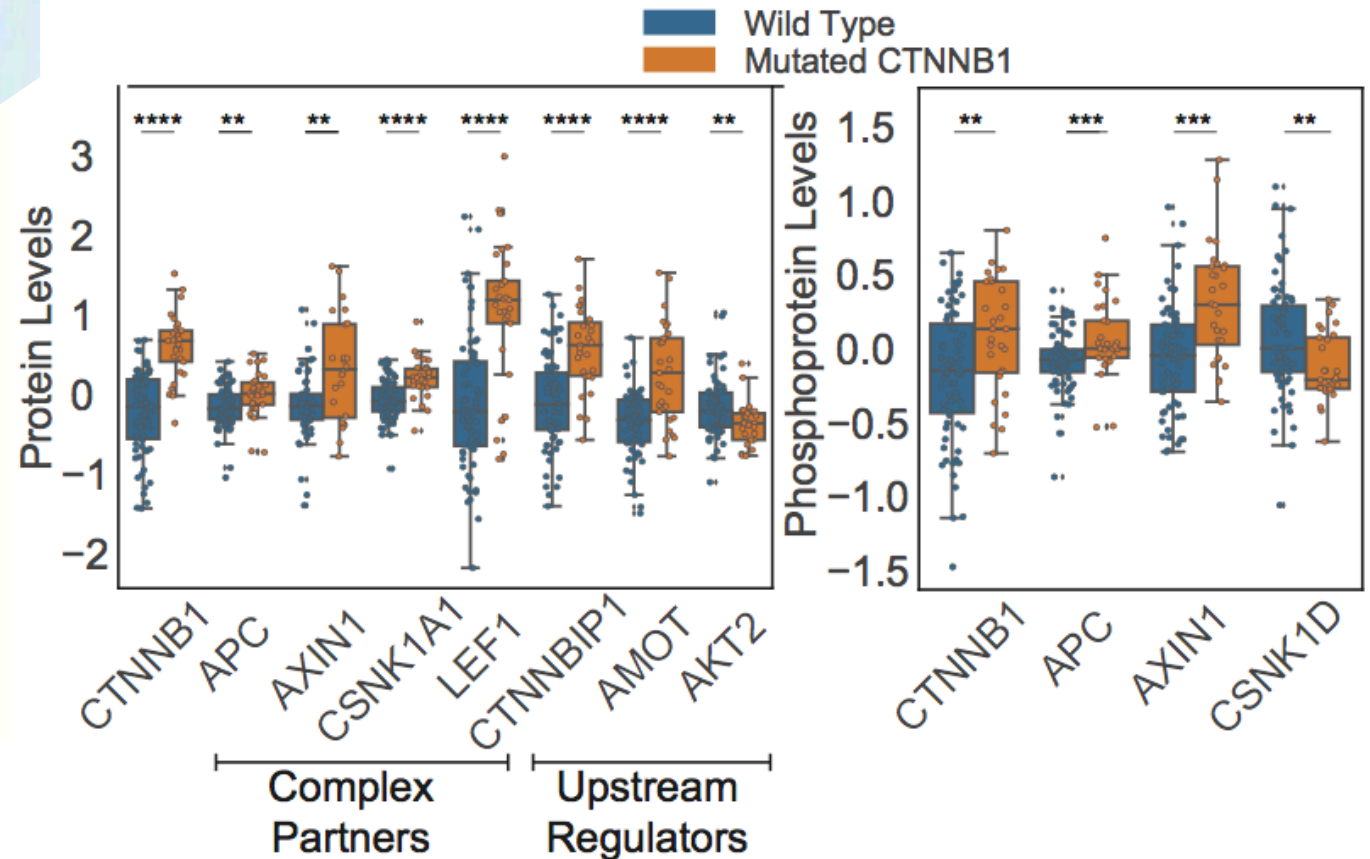 Wild Type
Mutated CTNNB1
Protein Levels
3
2
1
0
−1
−2
**** ** ** **** **** **** **** **
CTNNB1 APC AXIN1 CSNK1A1 LEF1 CTNNBIP1 AMOT AKT2
Complex
Partners
Upstream
Regulators
Phosphoprotein Levels
1.5
1.0
0.5
0.0
−0.5
−1.0
−1.5
** *** *** **
CTNNB1 APC AXIN1 CSNK1D